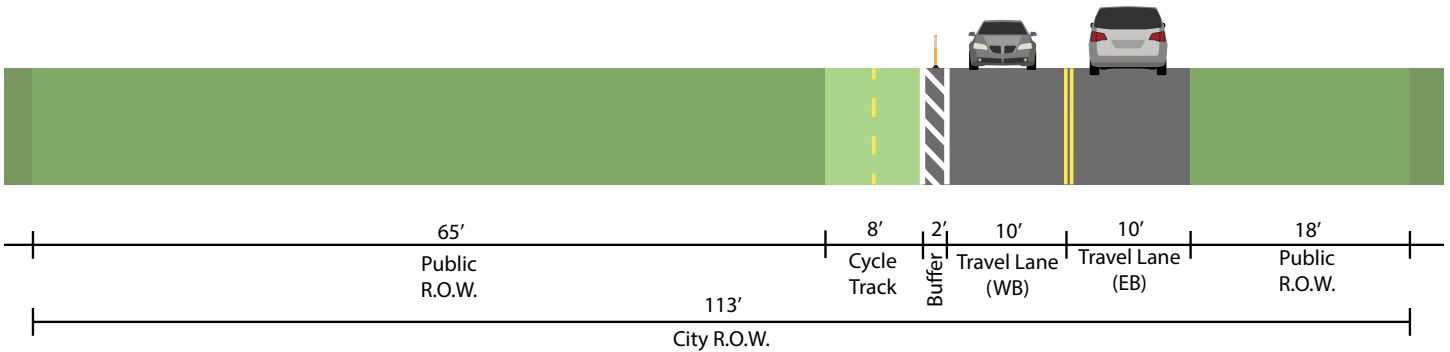 65’
Public
R.O.W.
8’
Cycle
Track
2’
Buffer
10’
Travel Lane
(WB)
10’
Travel Lane
(EB)
18’
Public
R.O.W.
113’
City R.O.W.